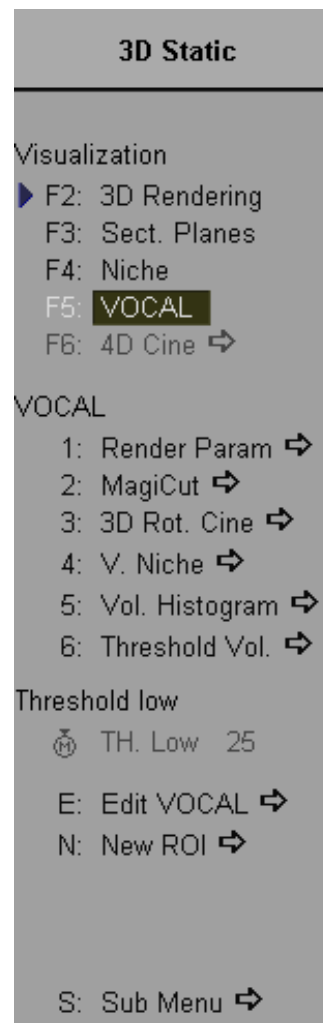 3D Static
Visualization
F2: 3D Rendering
F3: Sect. Planes
F4: Niche
F5: VOCAL
F6: 4D Cine ⇨
VOCAL
1: Render Param ⇨
2: MagiCut ⇨
3: 3D Rot. Cine ⇨
4: V. Niche ⇨
5: Vol. Histogram ⇨
6: Threshold Vol. ⇨
Threshold low
M TH. Low 25
E: Edit VOCAL ⇨
N: New ROI ⇨
S: Sub Menu ⇨